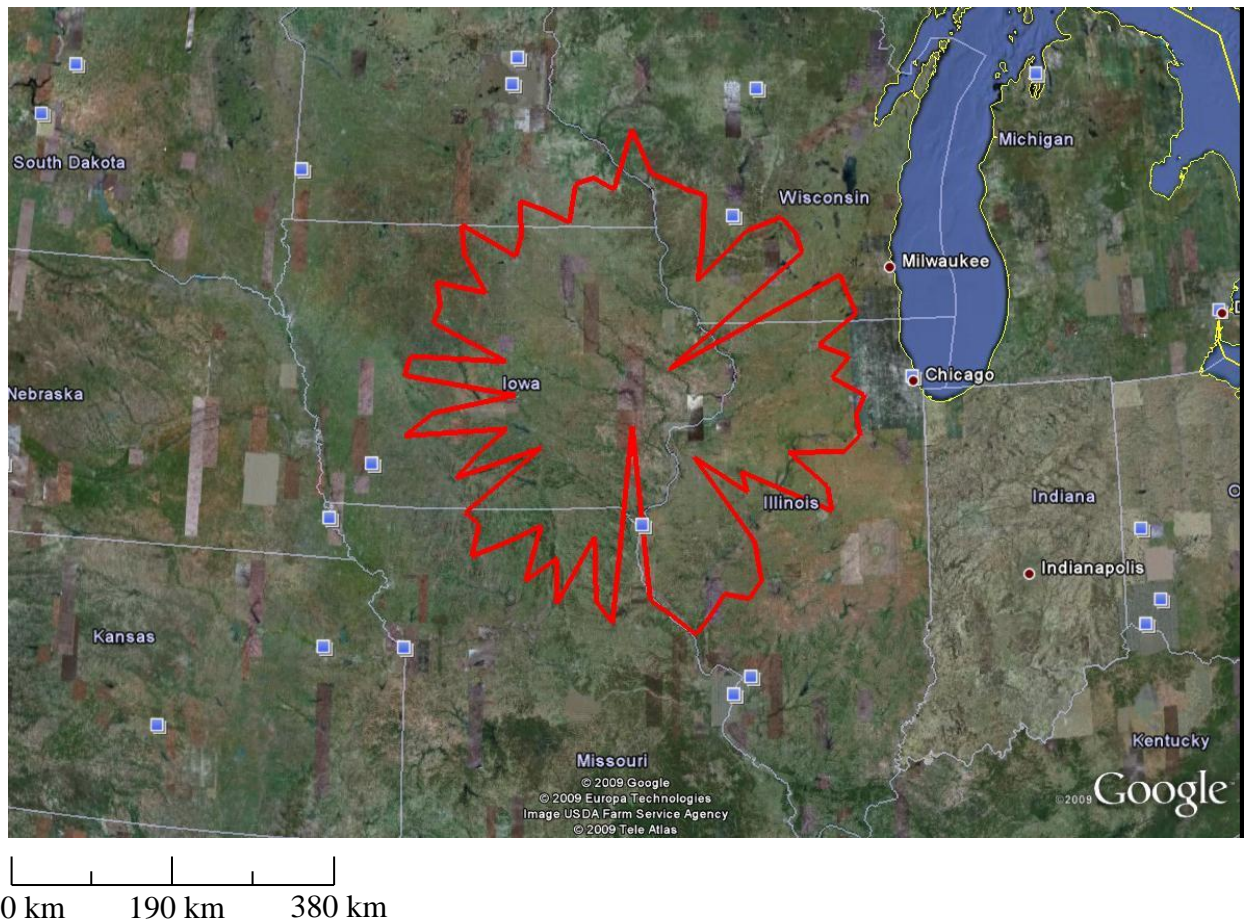 Michigan
South Dakota
Wisconsin
Milwaukee
D
Chicago
Iowa
Nebraska
Indiana
O
Illinois
Indianapolis
Kansas
Kentucky
Missouri
© 2009 Google
© 2009 Europa Technologies
Image USDA Farm Service Agency
© 2009 Tele Atlas
©2009 Google
0 km 190 km 380 km